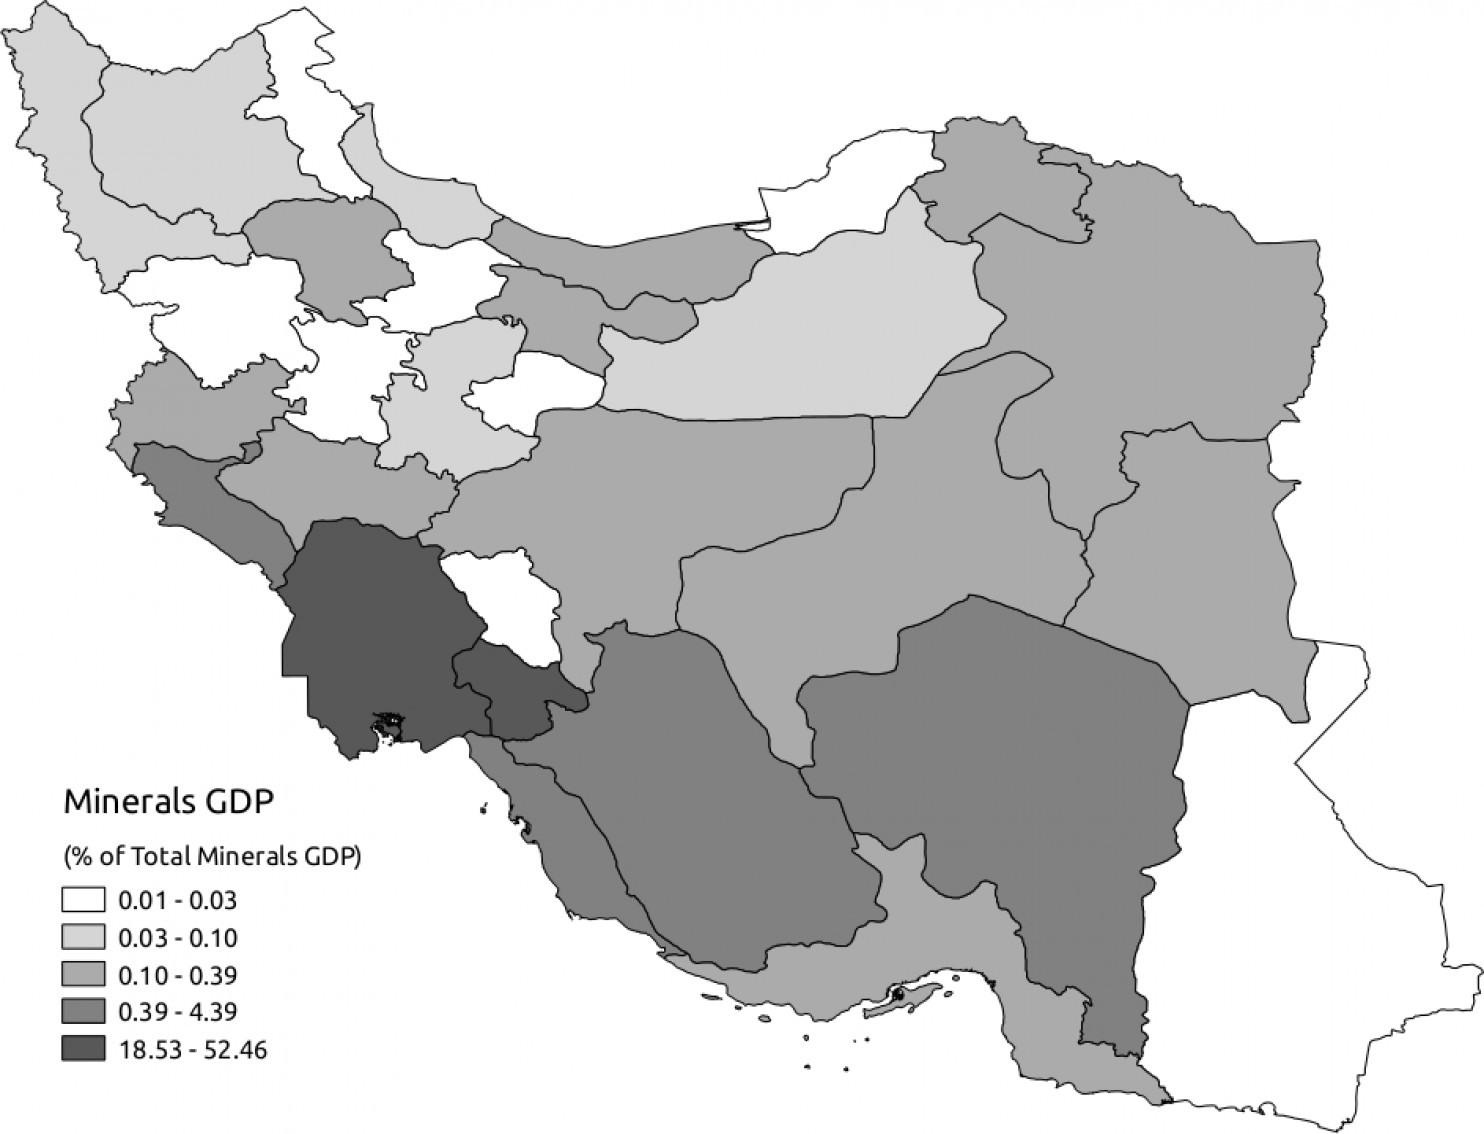 Minerals GDP
(% of Total Minerals GDP)
0.01 - 0.03
0.03 - 0.10
0.10 - 0.39
0.39 - 4.39
18.53 - 52.46